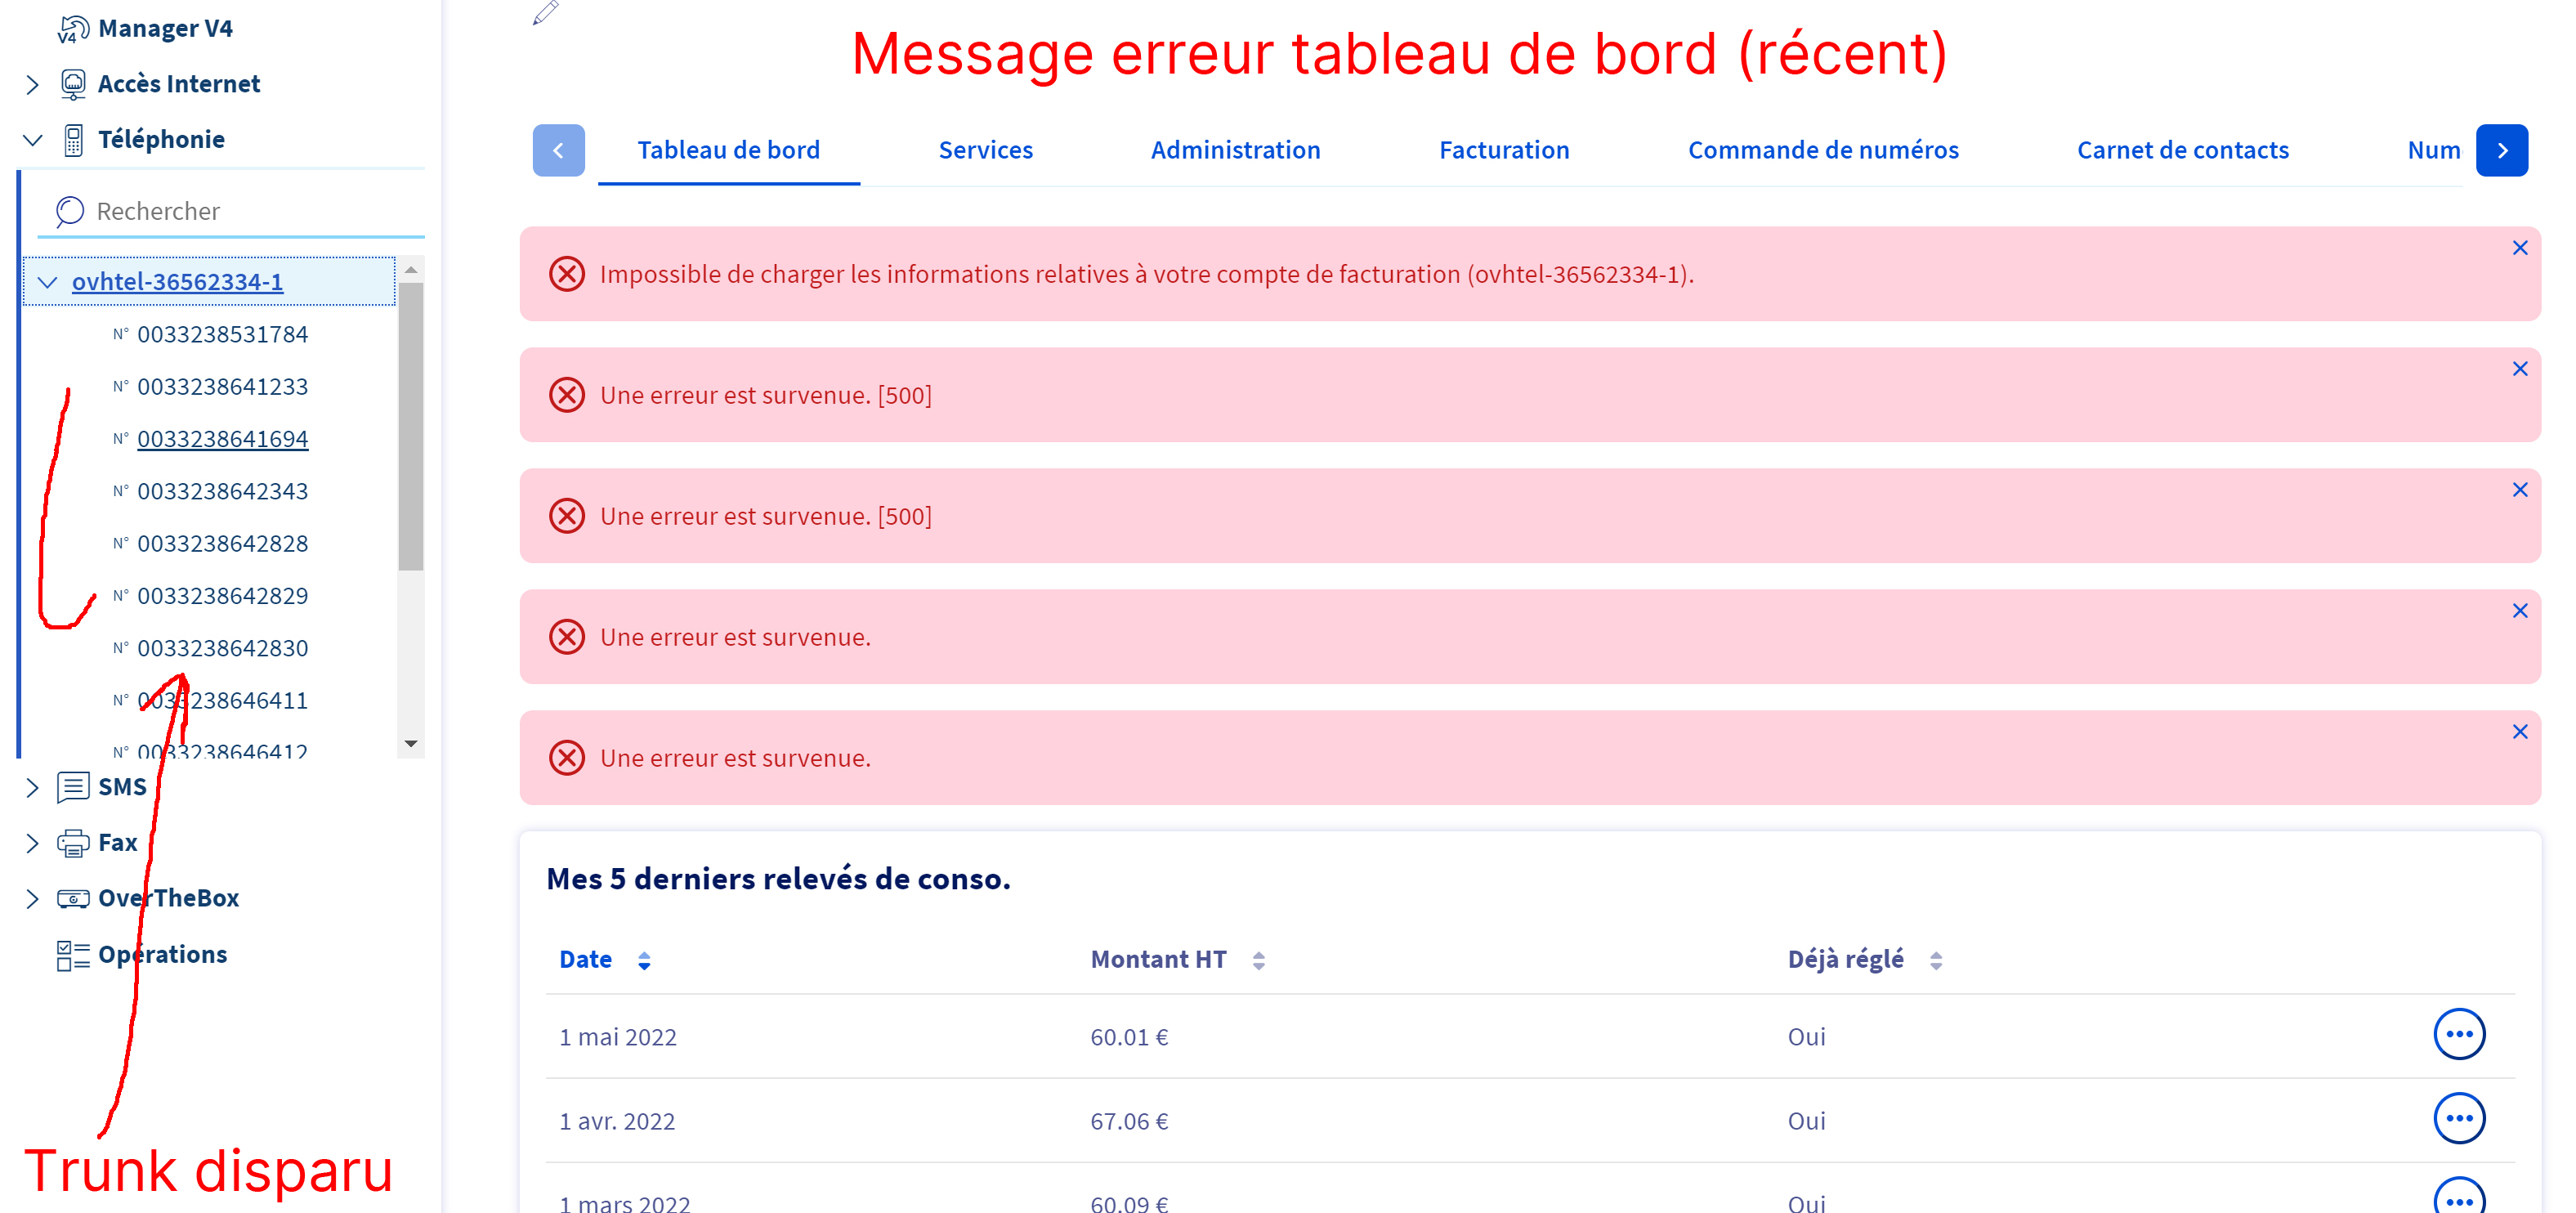 V4 Manager V4
Accès Internet
Téléphonie
Rechercher
ovhtel-36562334-1
N° 0033238531784
N° 0033238641233
N° 0033238641694
N° 0033238642343
N° 0033238642828
N° 0033238642829
N° 0033238642830
N° 0033238646411
N° 0033238646412
SMS
Fax
OverTheBox
Opérations
Trunk disparu
Message erreur tableau de bord (récent)
Tableau de bord Services Administration Facturation Commande de numéros Carnet de contacts Num
Impossible de charger les informations relatives à votre compte de facturation (ovhtel-36562334-1).
Une erreur est survenue. [500]
Une erreur est survenue. [500]
Une erreur est survenue.
Une erreur est survenue.
Mes 5 derniers relevés de conso.
Date Montant HT Déjà réglé
1 mai 2022 60.01 € Oui
1 avr. 2022 67.06 € Oui
1 mars 2022 60.09 € Oui